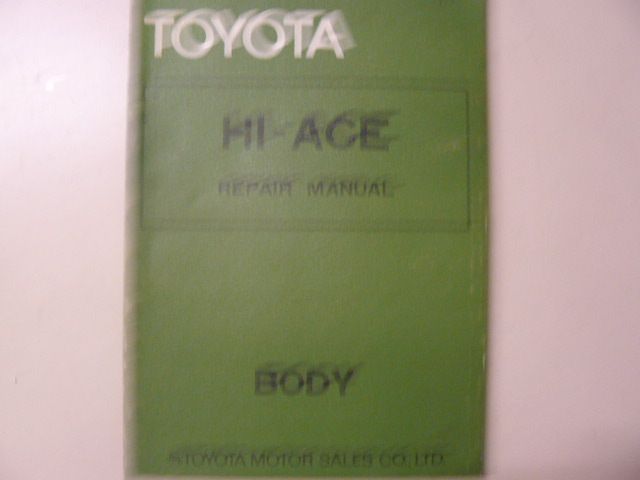 TOYOTA
HI-ACE
REPAIR MANUAL
BODY
TOYOTA MOTOR SALES CO., LTD.